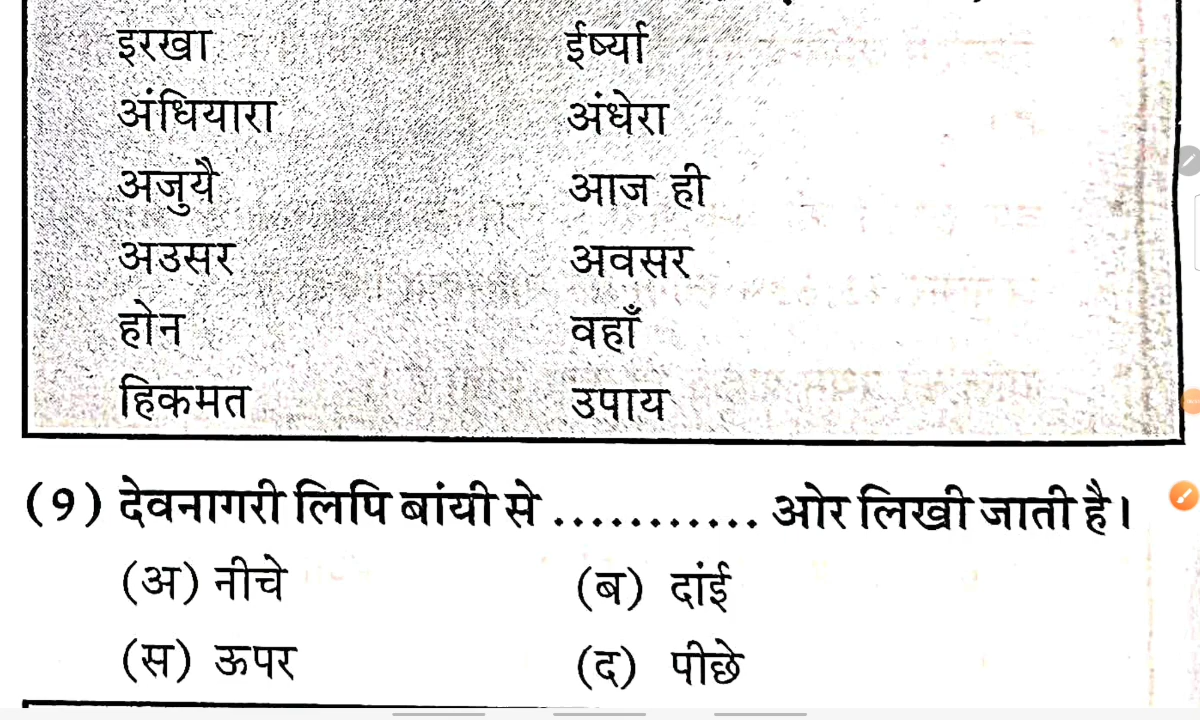 इरखा ईर्ष्या
अंधियारा अंधेरा
अजुयै आज ही
अउसर अवसर
होन वहाँ
हिकमत उपाय
(9) देवनागरी लिपि बांयी से ........... ओर लिखी जाती है।
(अ) नीचे (ब) दांई
(स) ऊपर (द) पीछे